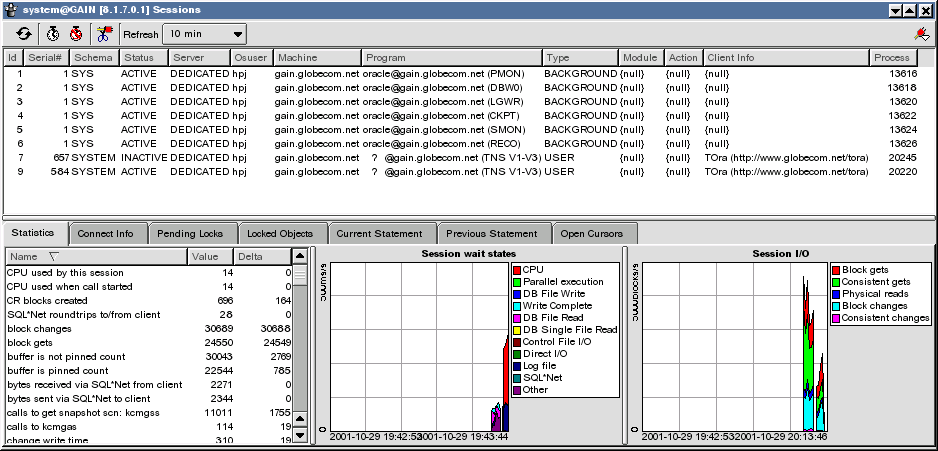 system@GAIN [8.1.7.0.1] Sessions
Refresh 10 min
Id Serial# Schema Status Server Osuser Machine Program Type Module Action Client Info Process
1 1 SYS ACTIVE DEDICATED hpj gain.globecom.net oracle@gain.globecom.net (PMON) BACKGROUND {null} {null} {null} 13616
2 1 SYS ACTIVE DEDICATED hpj gain.globecom.net oracle@gain.globecom.net (DBW0) BACKGROUND {null} {null} {null} 13618
3 1 SYS ACTIVE DEDICATED hpj gain.globecom.net oracle@gain.globecom.net (LGWR) BACKGROUND {null} {null} {null} 13620
4 1 SYS ACTIVE DEDICATED hpj gain.globecom.net oracle@gain.globecom.net (CKPT) BACKGROUND {null} {null} {null} 13622
5 1 SYS ACTIVE DEDICATED hpj gain.globecom.net oracle@gain.globecom.net (SMON) BACKGROUND {null} {null} {null} 13624
6 1 SYS ACTIVE DEDICATED hpj gain.globecom.net oracle@gain.globecom.net (RECO) BACKGROUND {null} {null} {null} 13626
7 657 SYSTEM INACTIVE DEDICATED hpj gain.globecom.net ? @gain.globecom.net (TNS V1-V3) USER {null} {null} TOra (http://www.globecom.net/tora) 20245
9 584 SYSTEM ACTIVE DEDICATED hpj gain.globecom.net ? @gain.globecom.net (TNS V1-V3) USER {null} {null} TOra (http://www.globecom.net/tora) 20220
Statistics Connect Info Pending Locks Locked Objects Current Statement Previous Statement Open Cursors
Name Value Delta
CPU used by this session 14 0
CPU used when call started 14 0
CR blocks created 696 164
SQL*Net roundtrips to/from client 28 0
block changes 30689 30688
block gets 24550 24549
buffer is not pinned count 30043 2769
buffer is pinned count 22544 785
bytes received via SQL*Net from client 2271 0
bytes sent via SQL*Net to client 2344 0
calls to get snapshot scn: kcmgss 11011 1755
calls to kcmgas 114 19
change write time 310 19
Session wait states
CPU
Parallel execution
DB File Write
Write Complete
DB File Read
DB Single File Read
Control File I/O
Direct I/O
Log file
SQL*Net
Other
0
2001-10-29 19:42:53 2001-10-29 19:43:44
Session I/O
Block gets
Consistent gets
Physical reads
Block changes
Consistent changes
blocks/s
0
2001-10-29 19:42:53 2001-10-29 20:13:46